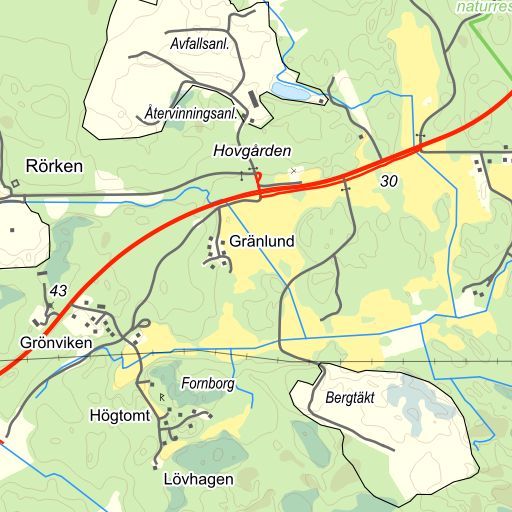 naturres
Avfallsanl.
Återvinningsanl.
Hovgården
Rörken
30
Gränlund
43
Grönviken
Fornborg
R
Bergtäkt
Högtomt
Lövhagen